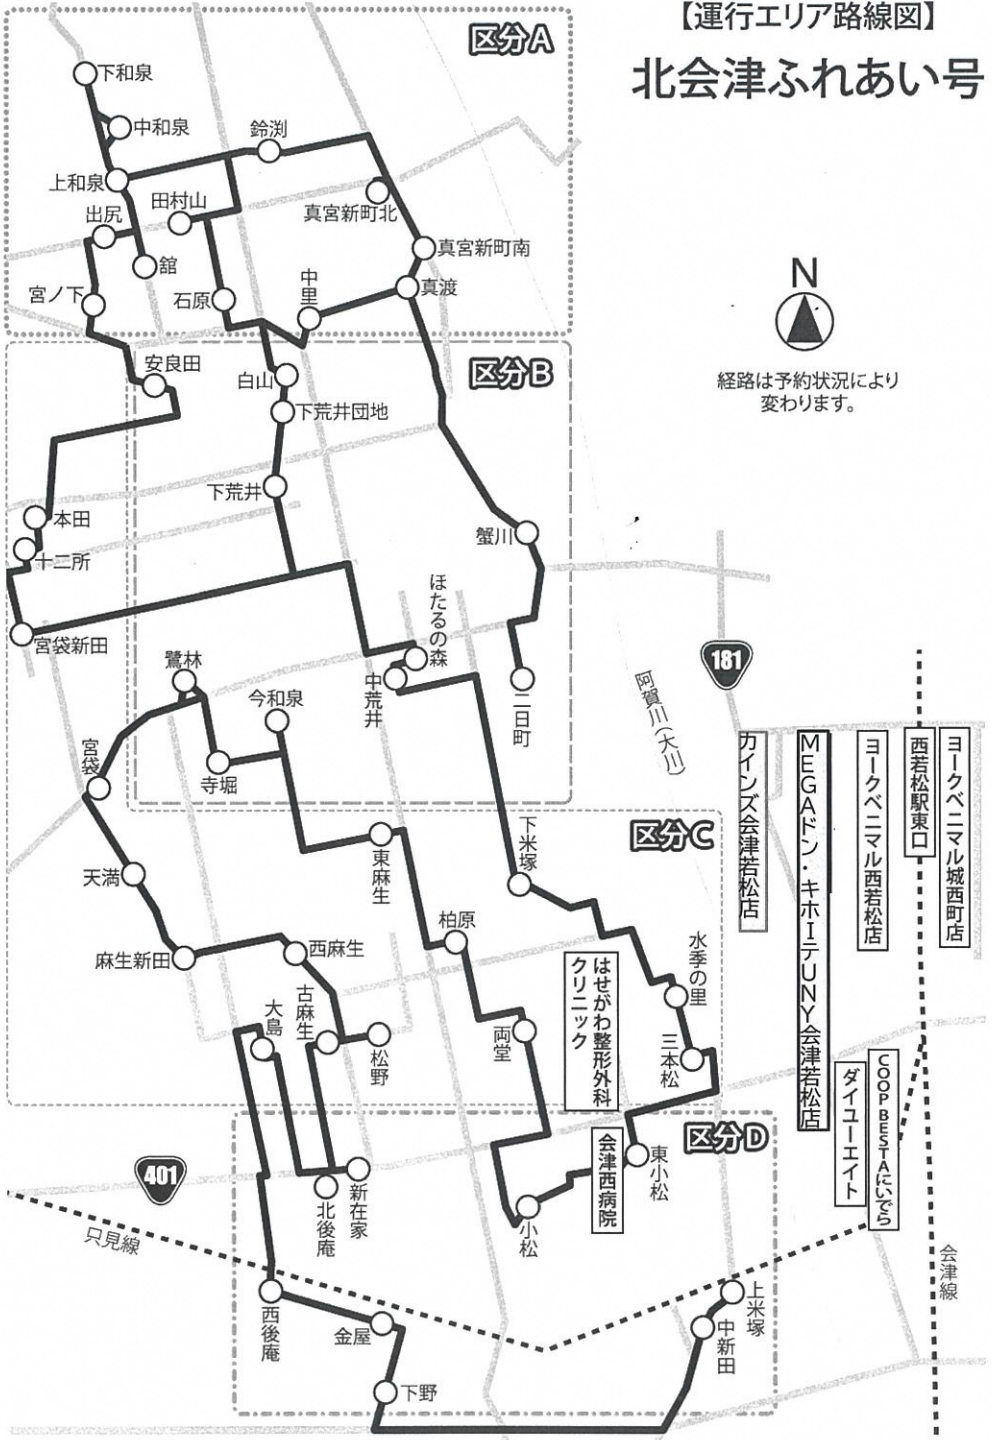 【運行エリア路線図】
北会津ふれあい号
区分A
下和泉
中和泉
鈴渕
上和泉
田村山
真宮新町北
出尻
舘
真宮新町南
宮ノ下
石原
中里
真渡
N
経路は予約状況により
変わります。
区分B
安良田
白山
下荒井団地
下荒井
本田
蟹川
十二所
ほたるの森
宮袋新田
鷺林
今和泉
中荒井
二日町
阿賀川(大川)
181
宮袋
寺堀
カインズ会津若松店
MEGAドン・キホーテUNY会津若松店
ヨークベニマル西若松店
西若松駅東口
ヨークベニマル城西町店
区分C
下米塚
天満
東麻生
柏原
麻生新田
西麻生
水季の里
はせがわ整形外科
クリニック
大島
古麻生
松野
両堂
三本松
ダイユーエイト
COOP BESTAにいでら
区分D
401
新在家
北後庵
会津西病院
東小松
小松
只見線
会津線
西後庵
金屋
上米塚
中新田
下野